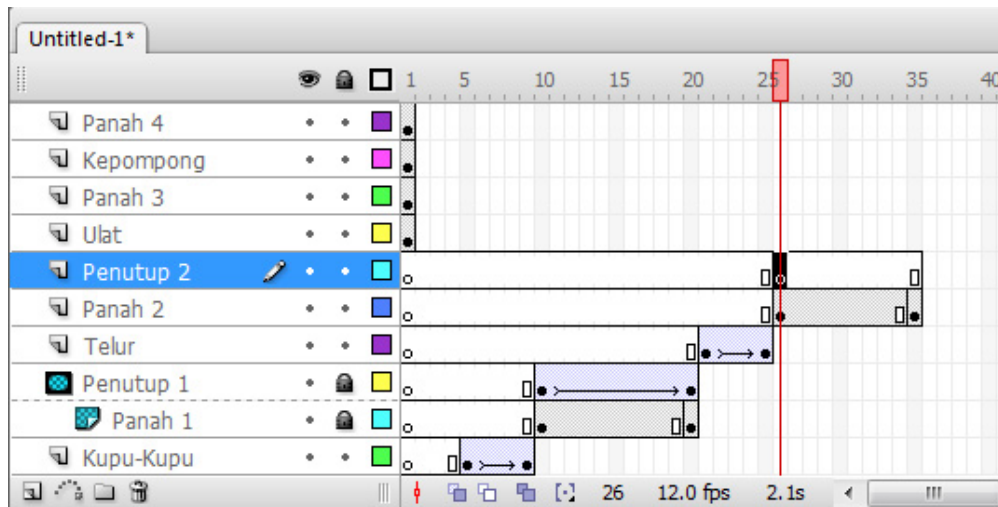 Untitled-1*
1 5 10 15 20 25 30 35 40
Panah 4
Kepompong
Panah 3
Ulat
Penutup 2
Panah 2
Telur
Penutup 1
Panah 1
Kupu-Kupu
26 12.0 fps 2.1s